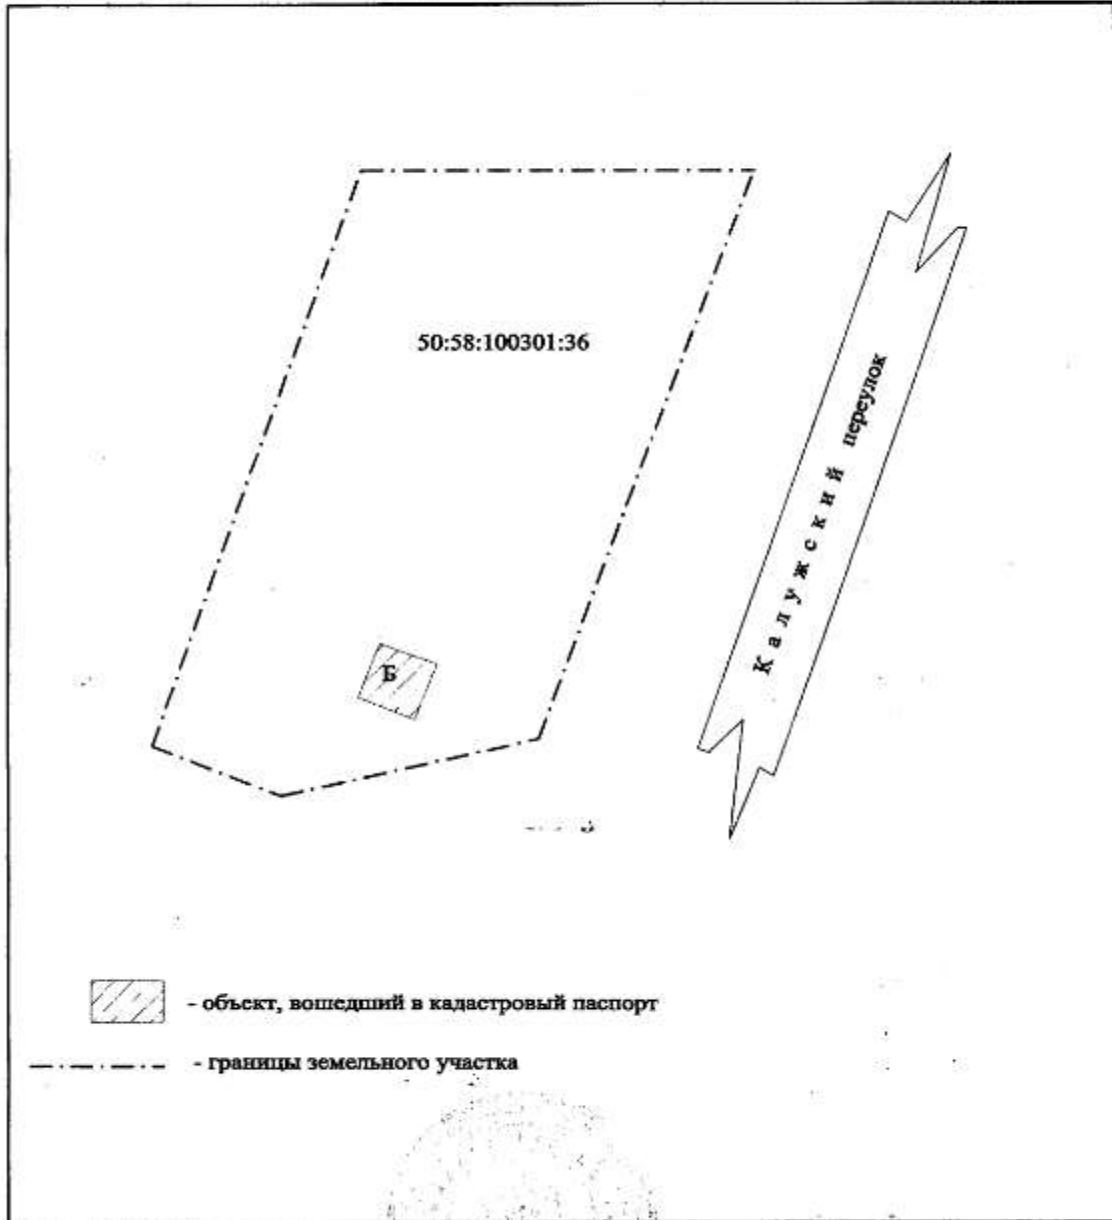 50:58:100301:36
Калужский переулок
Б
- объект, вошедший в кадастровый паспорт
- границы земельного участка